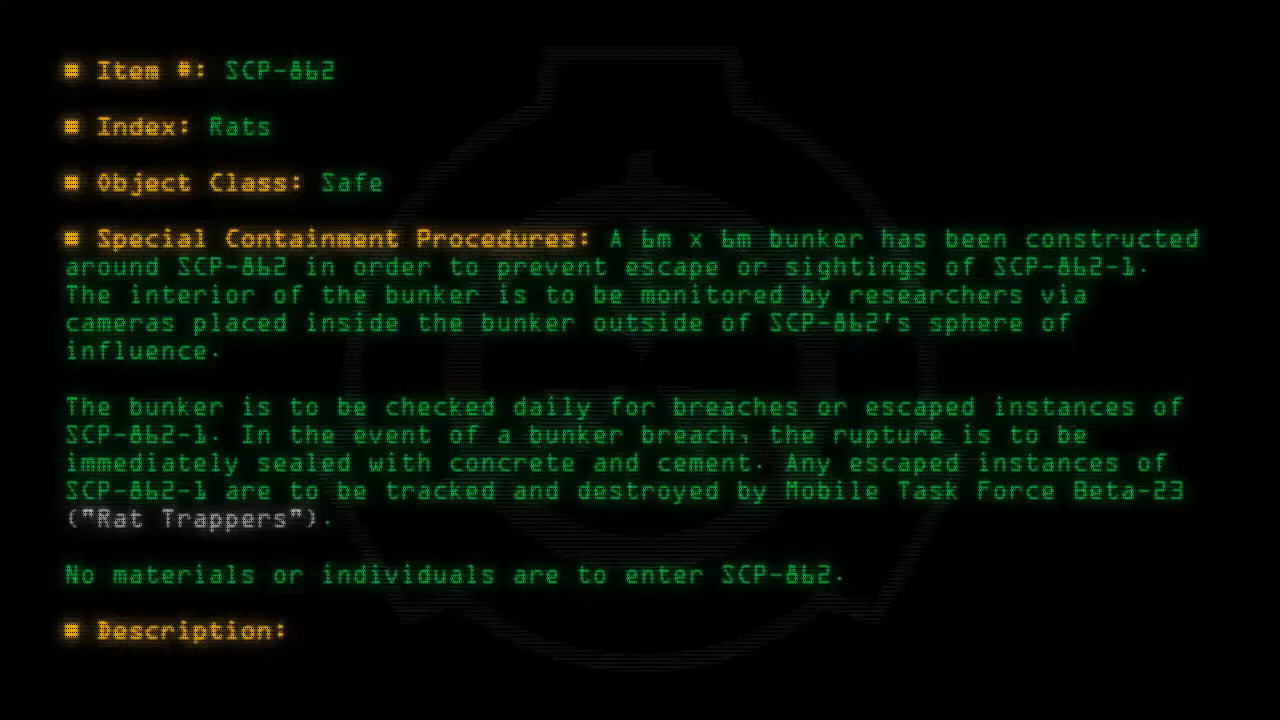 ■ Item #: SCP-862
■ Index: Rats
■ Object Class: Safe
■ Special Containment Procedures: A 6m x 6m bunker has been constructed
around SCP-862 in order to prevent escape or sightings of SCP-862-1.
The interior of the bunker is to be monitored by researchers via
cameras placed inside the bunker outside of SCP-862's sphere of
influence.
The bunker is to be checked daily for breaches or escaped instances of
SCP-862-1. In the event of a bunker breach, the rupture is to be
immediately sealed with concrete and cement. Any escaped instances of
SCP-862-1 are to be tracked and destroyed by Mobile Task Force Beta-23
("Rat Trappers").
No materials or individuals are to enter SCP-862.
■ Description: